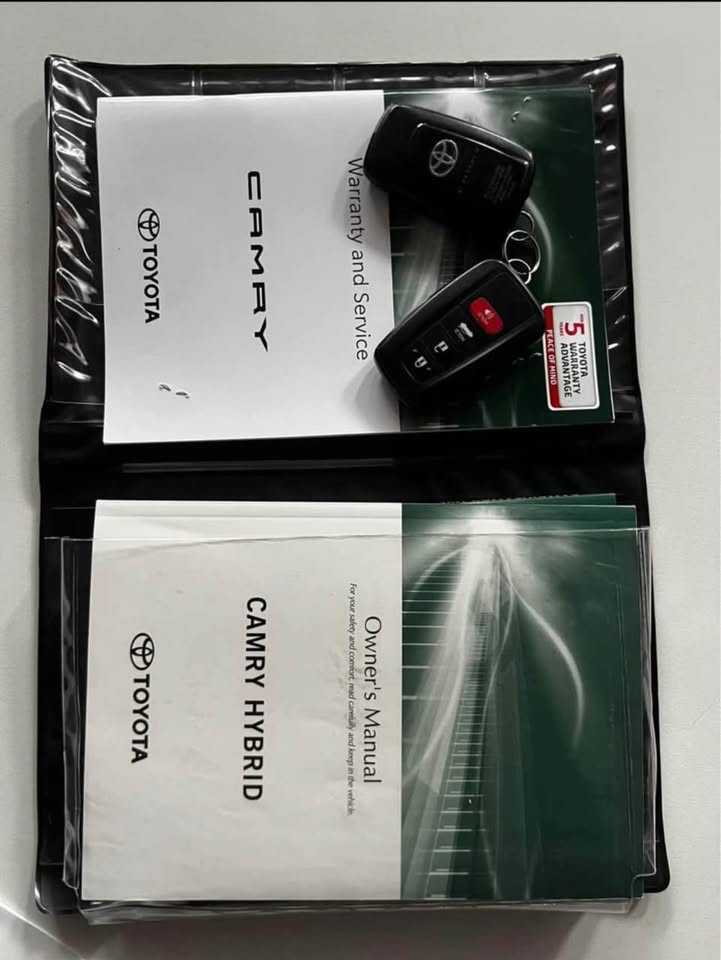 CAMRY
Warranty and Service
TOYOTA
5
YEARS
TOYOTA
WARRANTY
ADVANTAGE
PEACE OF MIND
Owner's Manual
For your safety and comfort, read carefully and keep in the vehicle.
CAMRY HYBRID
TOYOTA